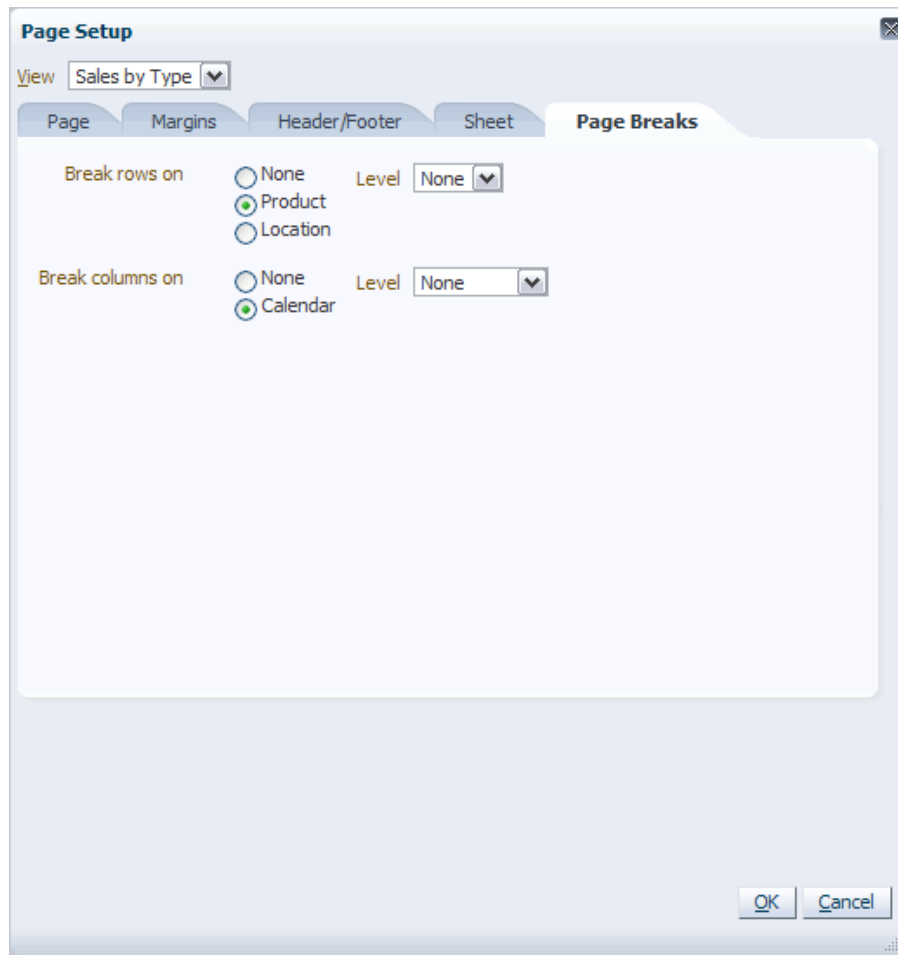 Page Setup
View Sales by Type
Page Margins Header/Footer Sheet Page Breaks
Break rows on None Level None
Product
Location
Break columns on None Level None
Calendar
OK Cancel